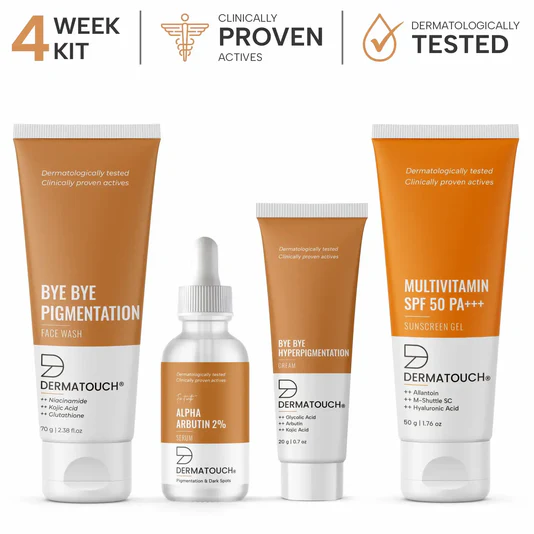 4 WEEK
KIT
CLINICALLY
PROVEN
ACTIVES
DERMATOLOGICALLY
TESTED
Dermatologically tested
Clinically proven actives
BYE BYE
PIGMENTATION
FACE WASH
DERMATOUCH®
++ Niacinamide
++ Kojic Acid
++ Glutathione
70 g | 2.38 fl.oz
Dermatologically tested
Clinically proven actives
ALPHA
ARBUTIN 2%
SERUM
DERMATOUCH®
Pigmentation & Dark Spots
Dermatologically tested
Clinically proven actives
BYE BYE
HYPERPIGMENTATION
CREAM
DERMATOUCH®
++ Glycolic Acid
++ Arbutin
++ Kojic Acid
20 g | 0.7 oz
Dermatologically tested
Clinically proven actives
MULTIVITAMIN
SPF 50 PA+++
SUNSCREEN GEL
DERMATOUCH®
++ Allantoin
++ M-Shuttle SC
++ Hyaluronic Acid
50 g | 1.76 oz